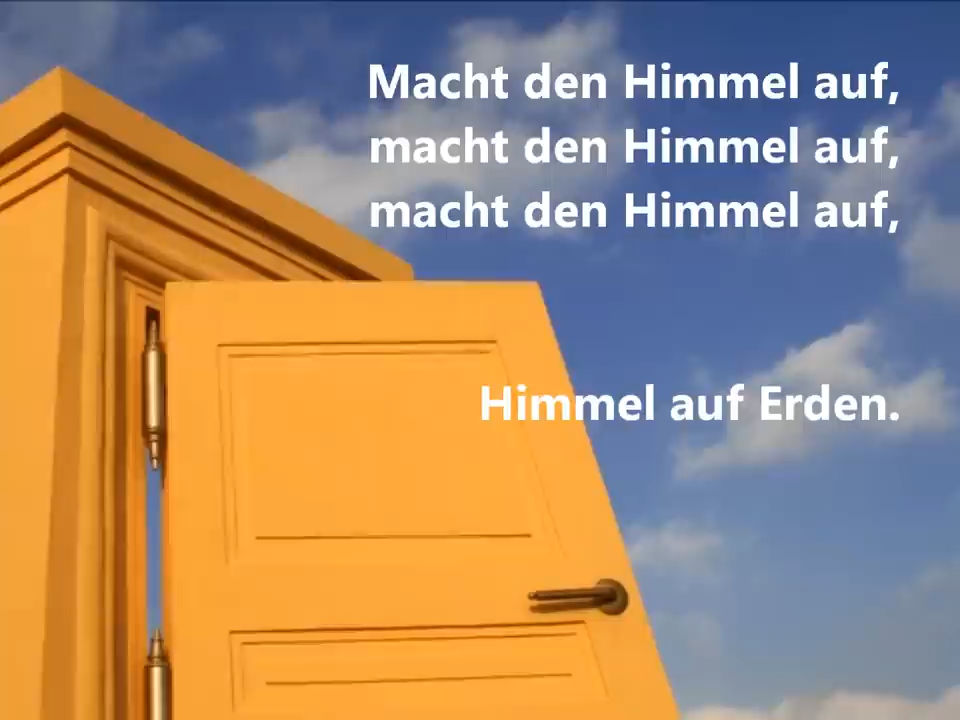 Macht den Himmel auf,
macht den Himmel auf,
macht den Himmel auf,
Himmel auf Erden.